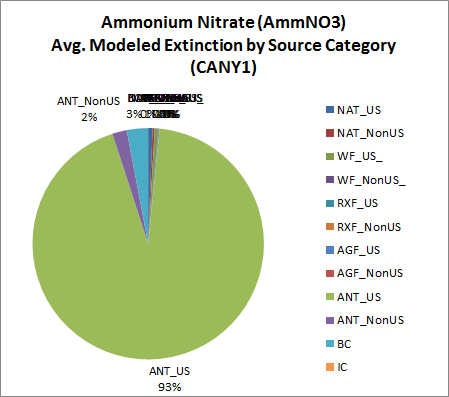 Ammonium Nitrate (AmmNO3)
Avg. Modeled Extinction by Source Category
(CANY1)
ANT_NonUS
2%
3%
ANT_US
93%
NAT_US
NAT_NonUS
WF_US_
WF_NonUS_
RXF_US
RXF_NonUS
AGF_US
AGF_NonUS
ANT_US
ANT_NonUS
BC
IC